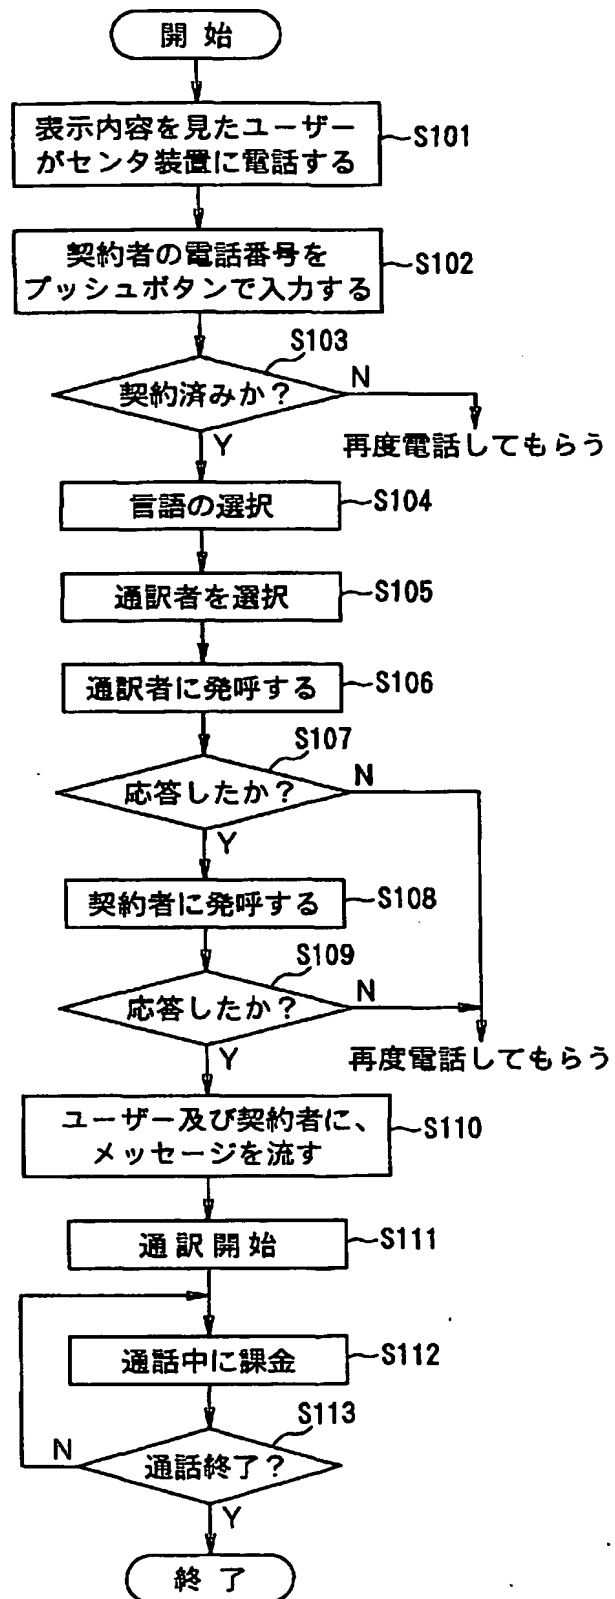 開始
表示内容を見たユーザー
がセンタ装置に電話する
S101
契約者の電話番号を
プッシュボタンで入力する
S102
S103
契約済みか?
N
Y
再度電話してもらう
言語の選択
S104
通訳者を選択
S105
通訳者に発呼する
S106
S107
応答したか?
N
Y
契約者に発呼する
S108
S109
応答したか?
N
Y
再度電話してもらう
ユーザー及び契約者に、
メッセージを流す
S110
通訳開始
S111
通話中に課金
S112
S113
通話終了?
N
Y
終了